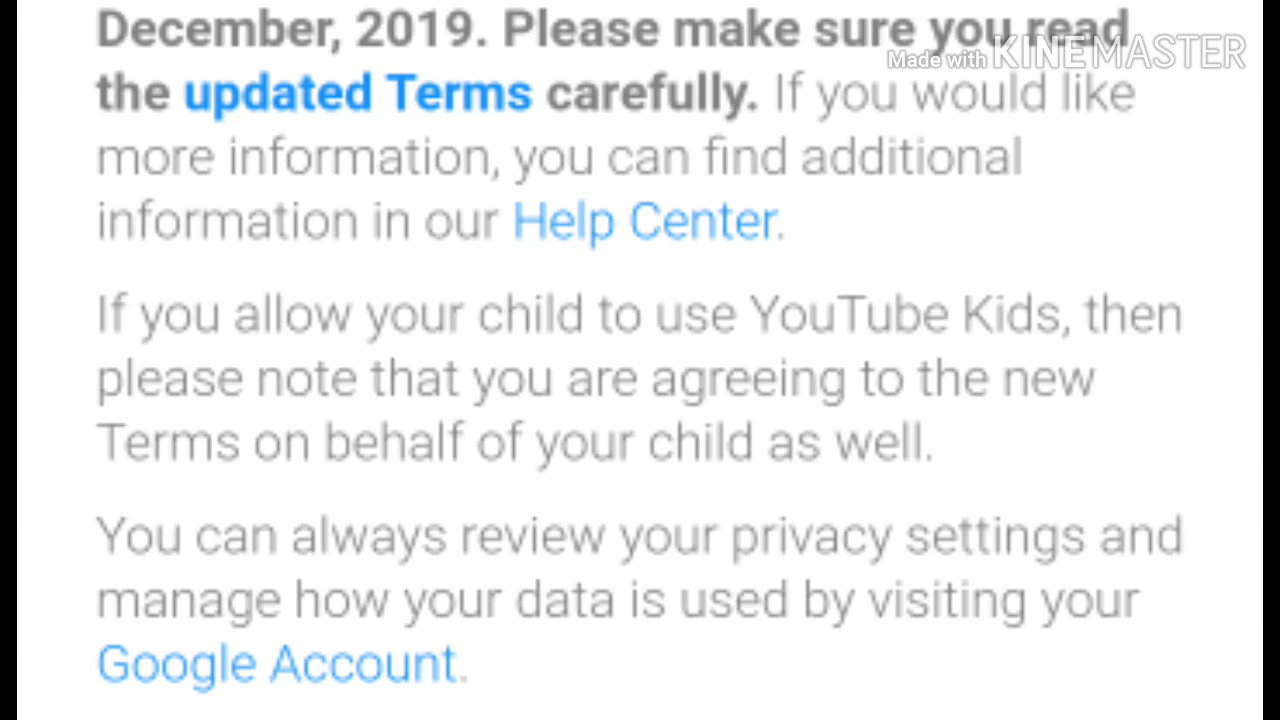 December, 2019. Please make sure you read
Made with KINEMASTER
the updated Terms carefully. If you would like
more information, you can find additional
information in our Help Center.
If you allow your child to use YouTube Kids, then
please note that you are agreeing to the new
Terms on behalf of your child as well.
You can always review your privacy settings and
manage how your data is used by visiting your
Google Account.